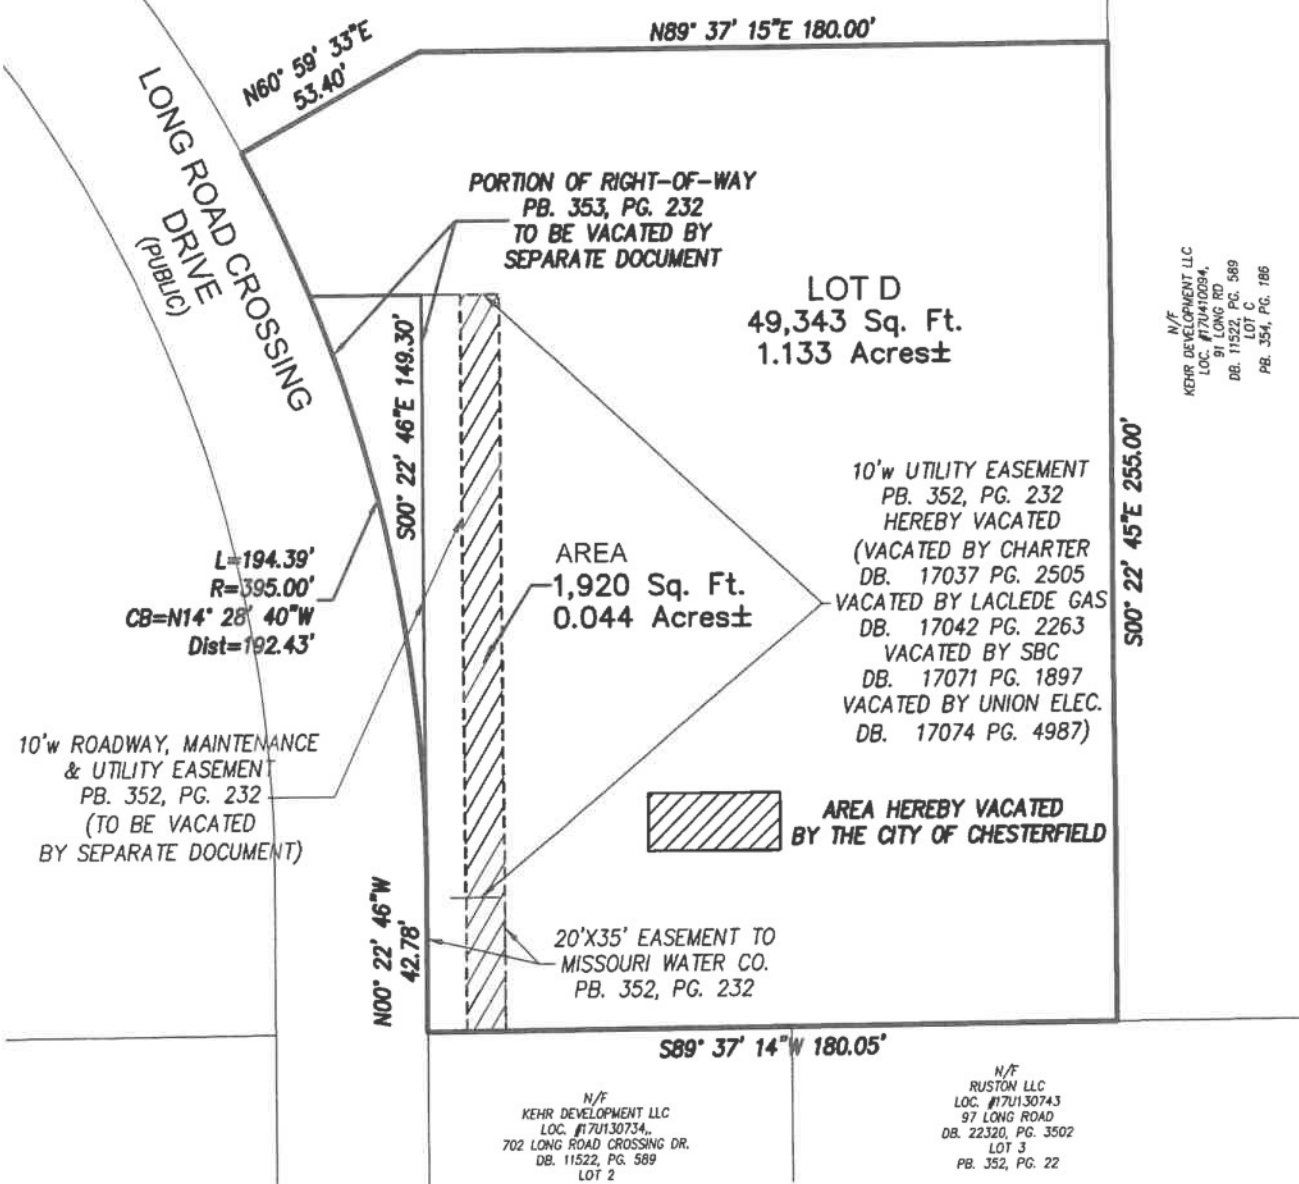 N89° 37' 15"E 180.00'
N60° 59' 33"E
53.40'
LONG ROAD CROSSING
DRIVE
(PUBLIC)
PORTION OF RIGHT-OF-WAY
PB. 353, PG. 232
TO BE VACATED BY
SEPARATE DOCUMENT
LOT D
49,343 Sq. Ft.
1.133 Acres±
N/F
KEHR DEVELOPMENT LLC
LOC. #17U410094,
91 LONG RD
DB. 11522, PG. 589
LOT C
PB. 354, PG. 186
S00° 22' 46"E 149.30'
S00° 22' 45"E 255.00'
10'w UTILITY EASEMENT
PB. 352, PG. 232
HEREBY VACATED
(VACATED BY CHARTER
DB. 17037 PG. 2505
VACATED BY LACLEDE GAS
DB. 17042 PG. 2263
VACATED BY SBC
DB. 17071 PG. 1897
VACATED BY UNION ELEC.
DB. 17074 PG. 4987)
AREA
1,920 Sq. Ft.
0.044 Acres±
L=194.39'
R=395.00'
CB=N14° 28' 40"W
Dist=192.43'
10'w ROADWAY, MAINTENANCE
& UTILITY EASEMENT
PB. 352, PG. 232
(TO BE VACATED
BY SEPARATE DOCUMENT)
AREA HEREBY VACATED
BY THE CITY OF CHESTERFIELD
N00° 22' 46"W
42.78'
20'X35' EASEMENT TO
MISSOURI WATER CO.
PB. 352, PG. 232
S89° 37' 14"W 180.05'
N/F
KEHR DEVELOPMENT LLC
LOC. #17U130734,,
702 LONG ROAD CROSSING DR.
DB. 11522, PG. 589
LOT 2
N/F
RUSTON LLC
LOC. #17U130743
97 LONG ROAD
DB. 22320, PG. 3502
LOT 3
PB. 352, PG. 22